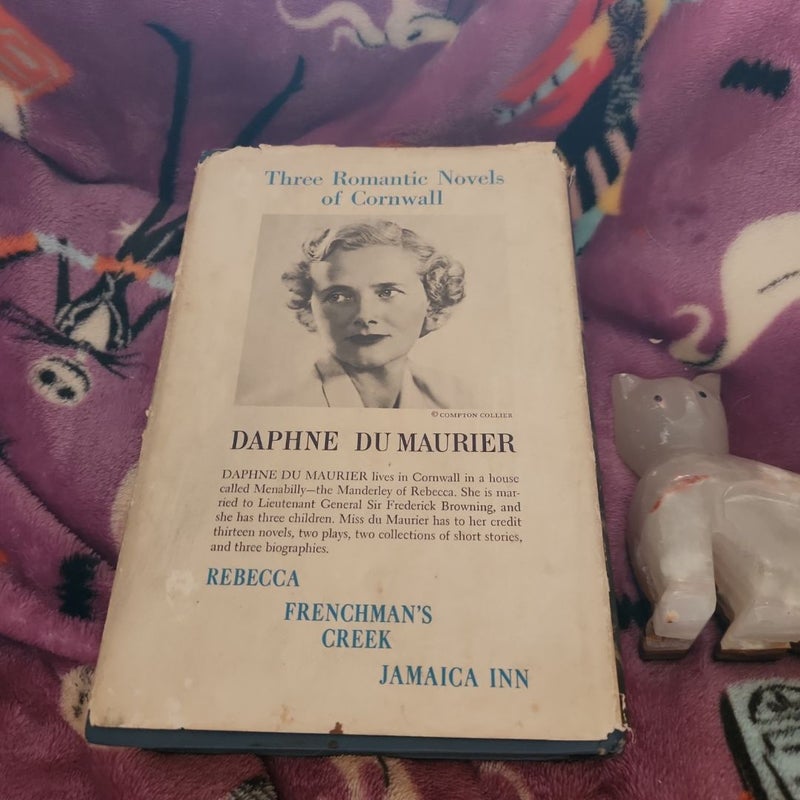 Three Romantic Novels
of Cornwall
© COMPTON COLLIER
DAPHNE DU MAURIER
DAPHNE DU MAURIER lives in Cornwall in a house
called Menabilly—the Manderley of Rebecca. She is mar-
ried to Lieutenant General Sir Frederick Browning, and
she has three children. Miss du Maurier has to her credit
thirteen novels, two plays, two collections of short stories,
and three biographies.
REBECCA
FRENCHMAN'S
CREEK
JAMAICA INN